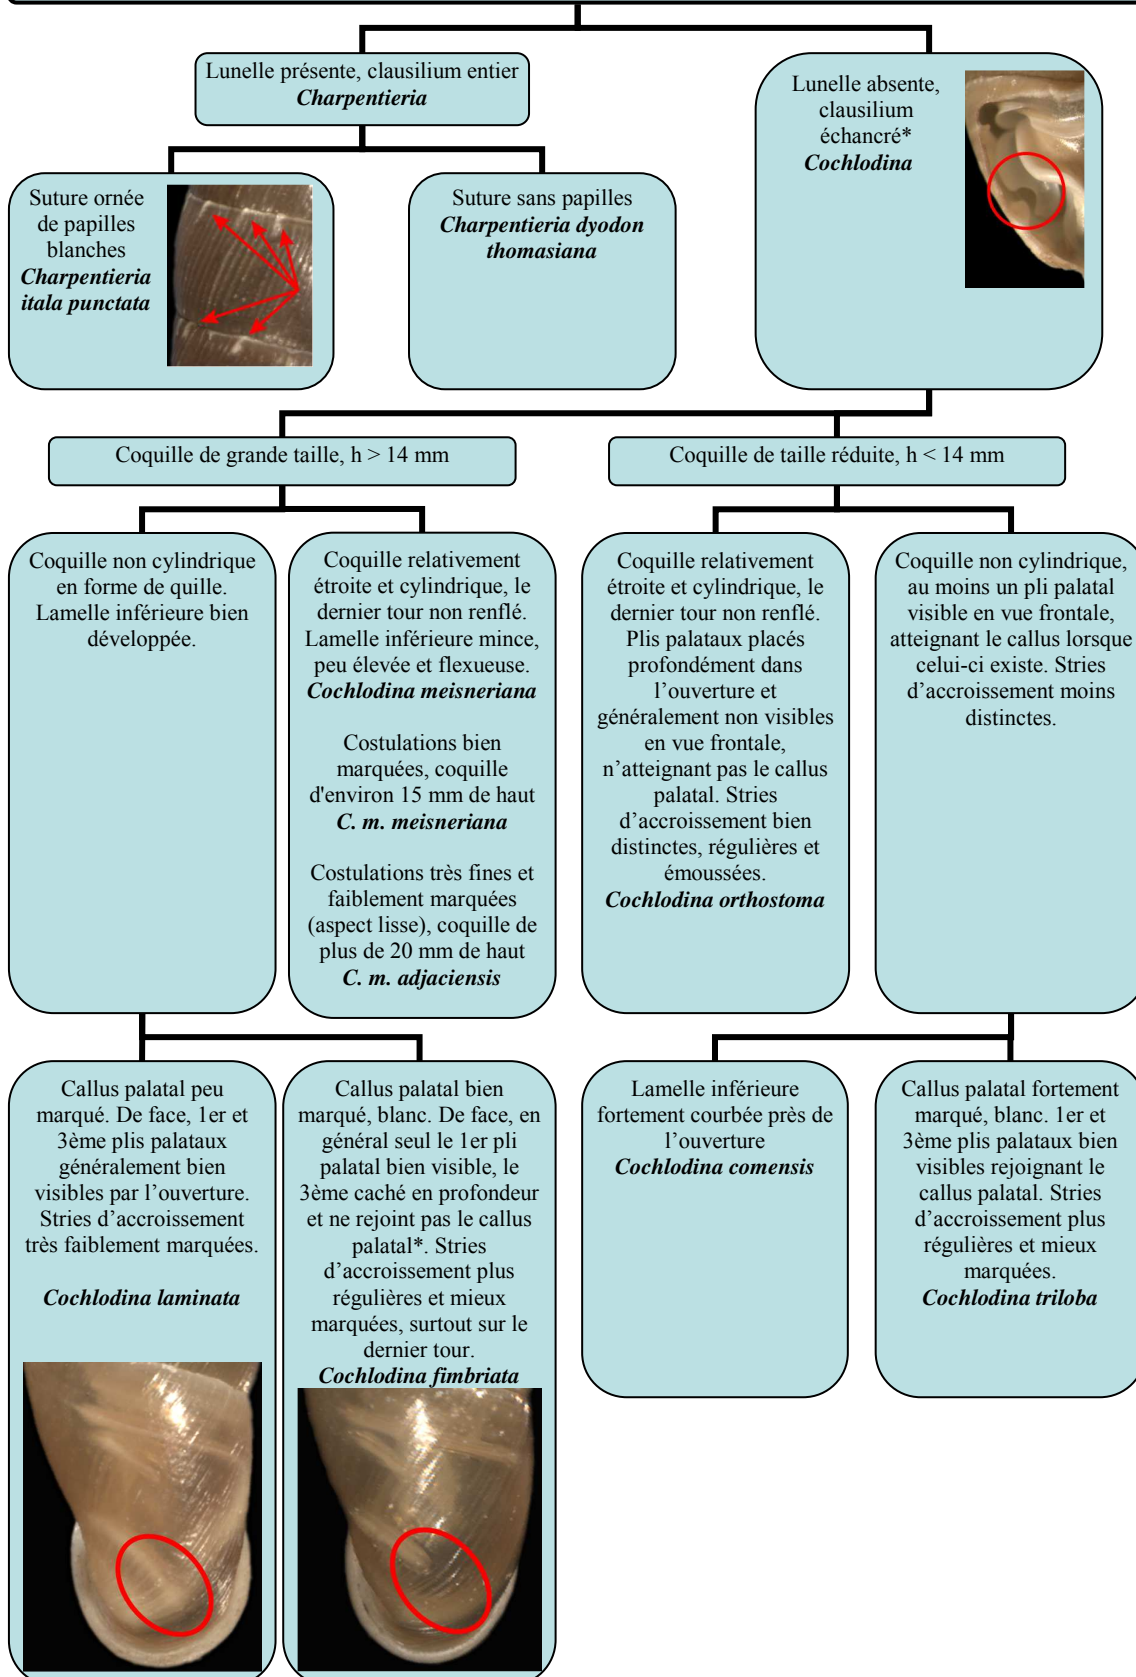 Lunelle présente, clausilium entier
Charpentieria
Lunelle absente,
clausilium
échancré*
Cochlodina
Suture ornée
de papilles
blanches
Charpentieria
itala punctata
Suture sans papilles
Charpentieria dyodon
thomasiana
Coquille de grande taille, h > 14 mm
Coquille de taille réduite, h < 14 mm
Coquille non cylindrique
en forme de quille.
Lamelle inférieure bien
développée.
Coquille relativement
étroite et cylindrique, le
dernier tour non renflé.
Lamelle inférieure mince,
peu élevée et flexueuse.
Cochlodina meisneriana
Costulations bien
marquées, coquille
d'environ 15 mm de haut
C. m. meisneriana
Costulations très fines et
faiblement marquées
(aspect lisse), coquille de
plus de 20 mm de haut
C. m. adjaciensis
Coquille relativement
étroite et cylindrique, le
dernier tour non renflé.
Plis palataux placés
profondément dans
l’ouverture et
généralement non visibles
en vue frontale,
n’atteignant pas le callus
palatal. Stries
d’accroissement bien
distinctes, régulières et
émoussées.
Cochlodina orthostoma
Coquille non cylindrique,
au moins un pli palatal
visible en vue frontale,
atteignant le callus lorsque
celui-ci existe. Stries
d’accroissement moins
distinctes.
Callus palatal peu
marqué. De face, 1er et
3ème plis palataux
généralement bien
visibles par l’ouverture.
Stries d’accroissement
très faiblement marquées.
Cochlodina laminata
Callus palatal bien
marqué, blanc. De face, en
général seul le 1er pli
palatal bien visible, le
3ème caché en profondeur
et ne rejoint pas le callus
palatal*. Stries
d’accroissement plus
régulières et mieux
marquées, surtout sur le
dernier tour.
Cochlodina fimbriata
Lamelle inférieure
fortement courbée près de
l’ouverture
Cochlodina comensis
Callus palatal fortement
marqué, blanc. 1er et
3ème plis palataux bien
visibles rejoignant le
callus palatal. Stries
d’accroissement plus
régulières et mieux
marquées.
Cochlodina triloba